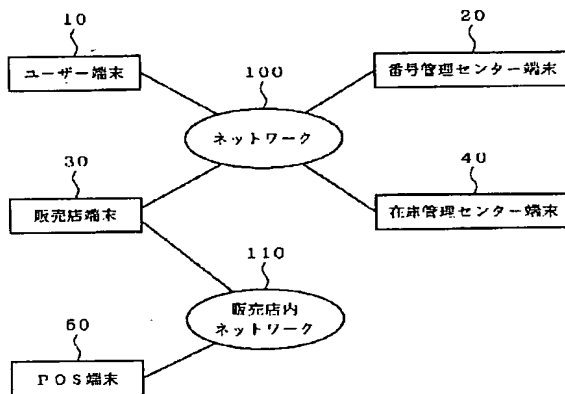 10
20
ユーザー端末
番号管理センター端末
100
ネットワーク
30
40
販売店端末
在庫管理センター端末
110
販売店内
ネットワーク
60
POS端末